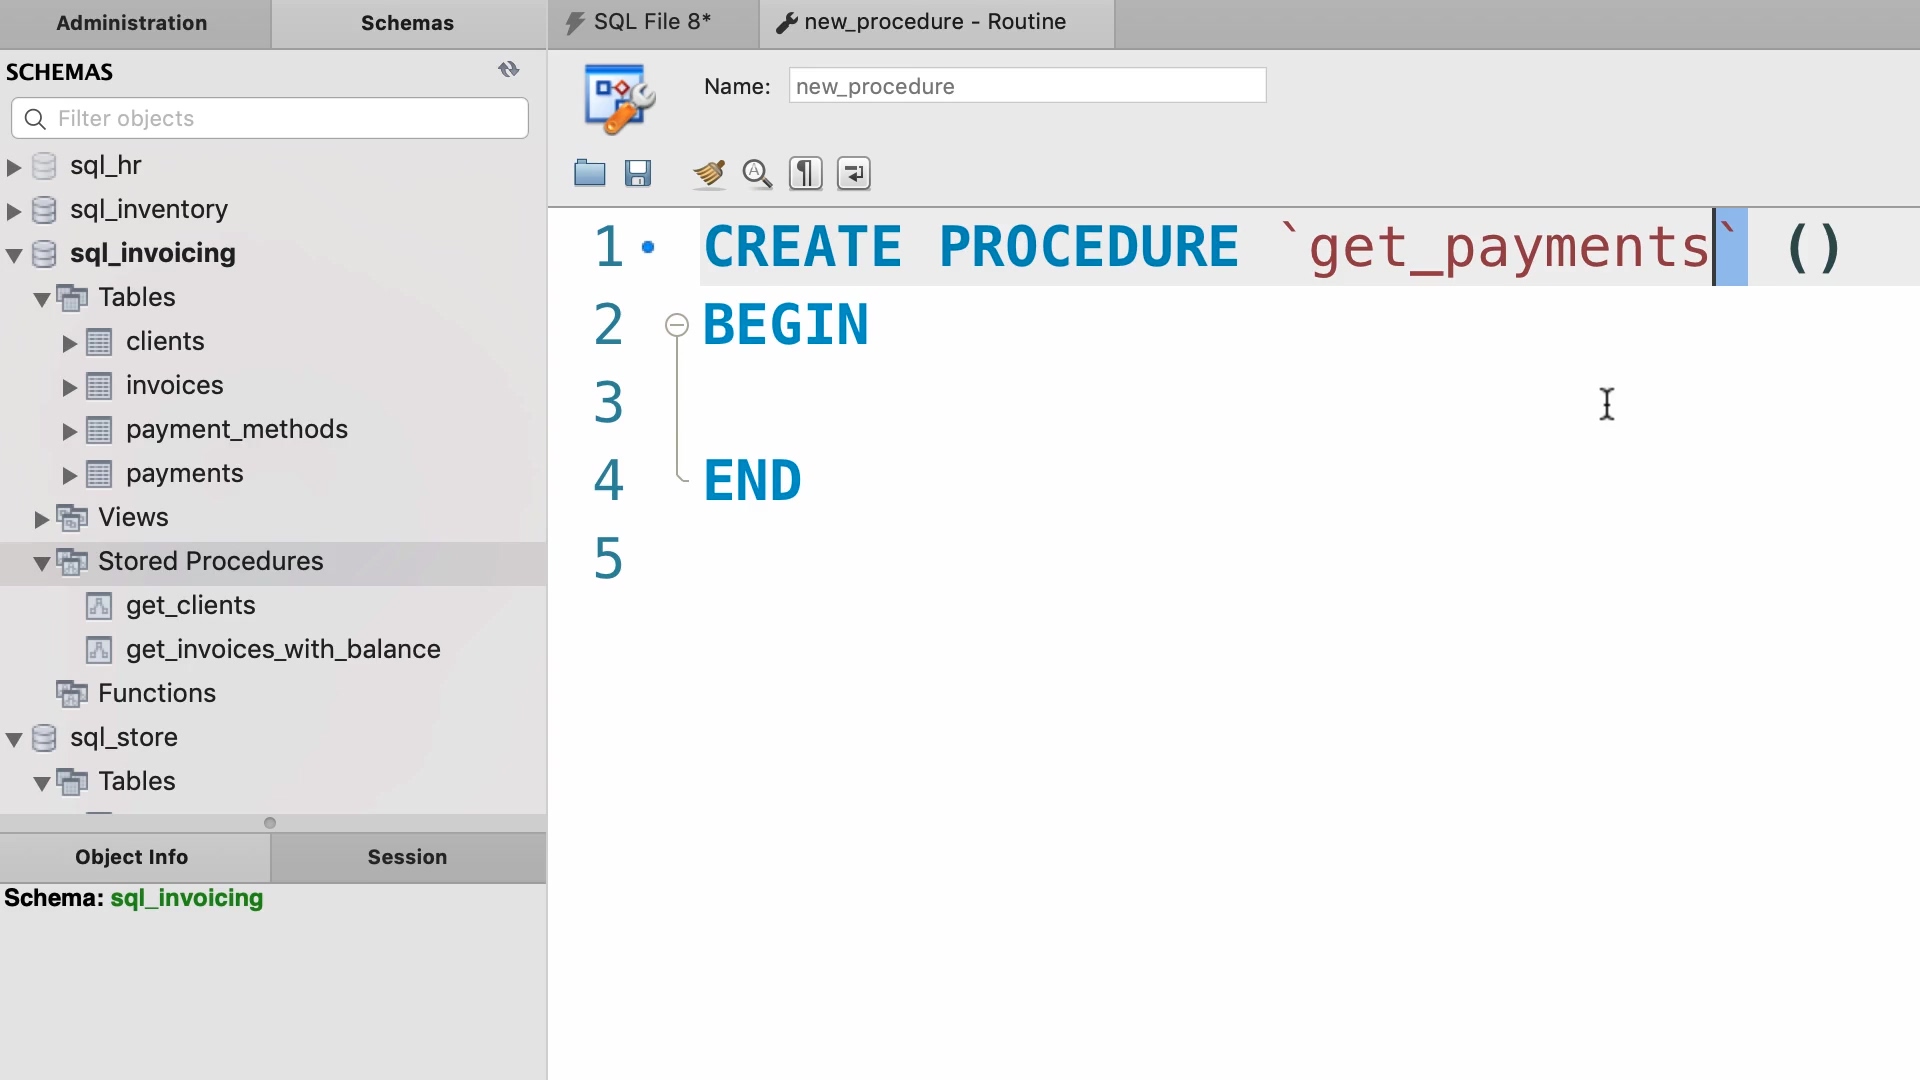 Administration
Schemas
SQL File 8*
new_procedure - Routine
SCHEMAS
Filter objects
sql_hr
sql_inventory
sql_invoicing
Tables
clients
invoices
payment_methods
payments
Views
Stored Procedures
get_clients
get_invoices_with_balance
Functions
sql_store
Tables
Object Info
Session
Schema: sql_invoicing
Name: new_procedure
1 CREATE PROCEDURE `get_payments` ()
2 BEGIN
3
4 END
5